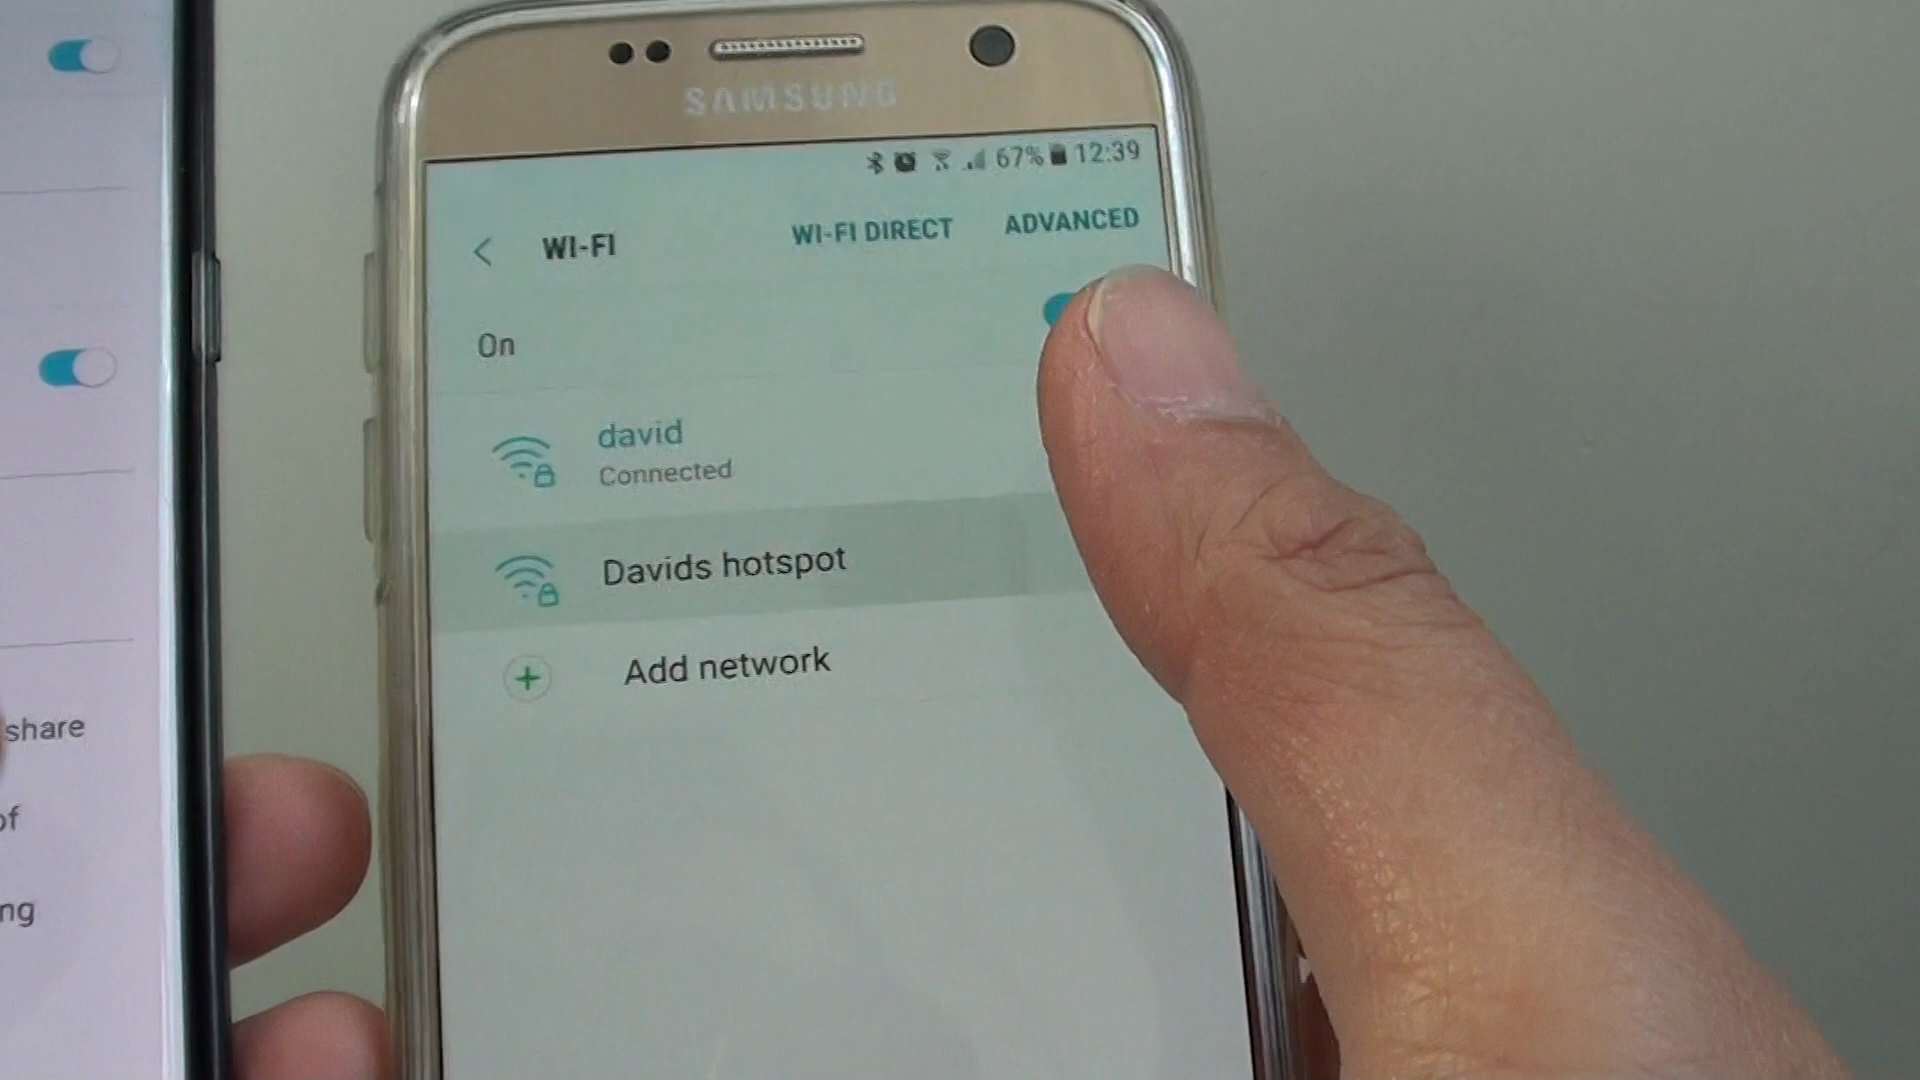 SAMSUNG
67% 12:39
WI-FI WI-FI DIRECT ADVANCED
On
david
Connected
Davids hotspot
Add network
share
of
ng